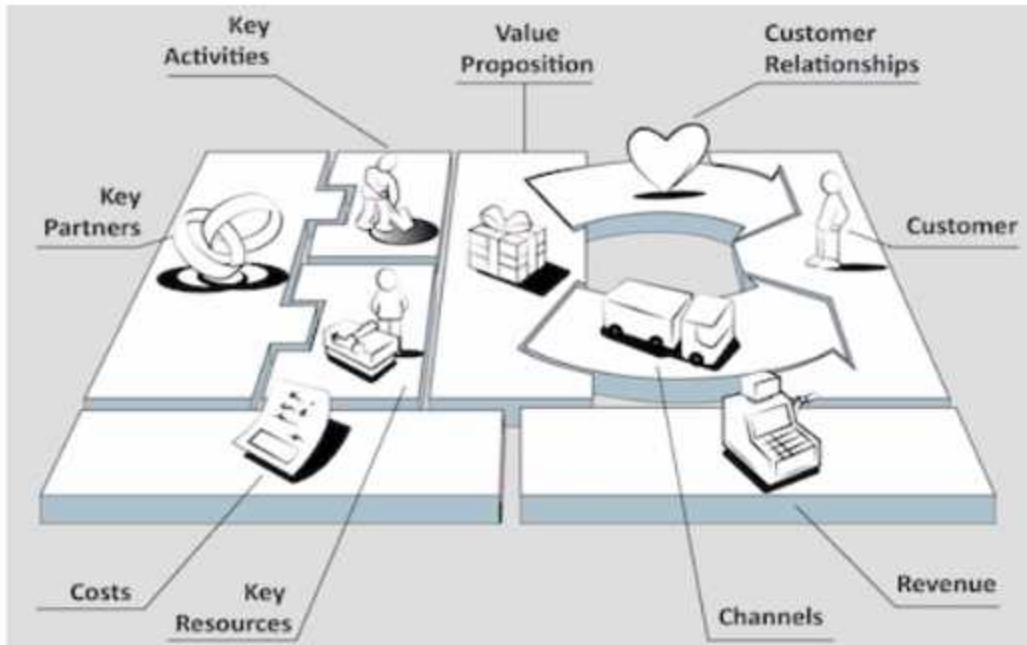 Key
Activities
Value
Proposition
Customer
Relationships
Key
Partners
Customer
Costs
Key
Resources
Channels
Revenue